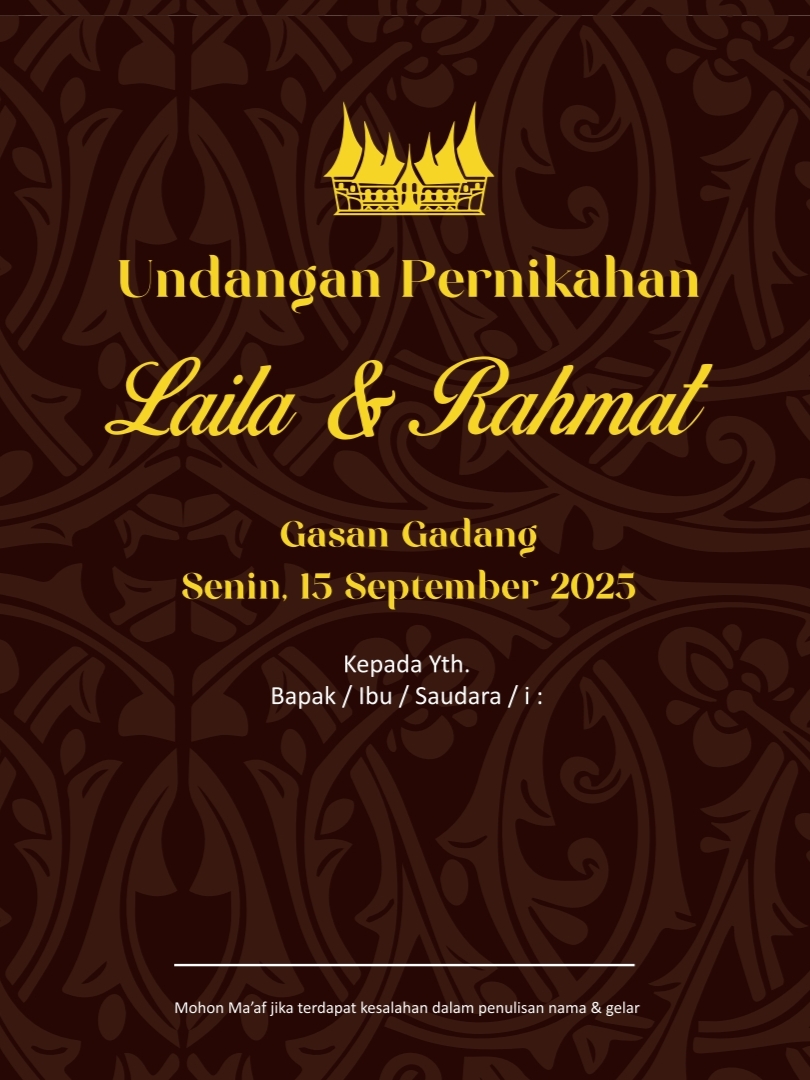 Undangan Pernikahan
Laila & Rahmat
Gasan Gadang
Senin, 15 September 2025
Kepada Yth.
Bapak / Ibu / Saudara / i :
Mohon Ma’af jika terdapat kesalahan dalam penulisan nama & gelar